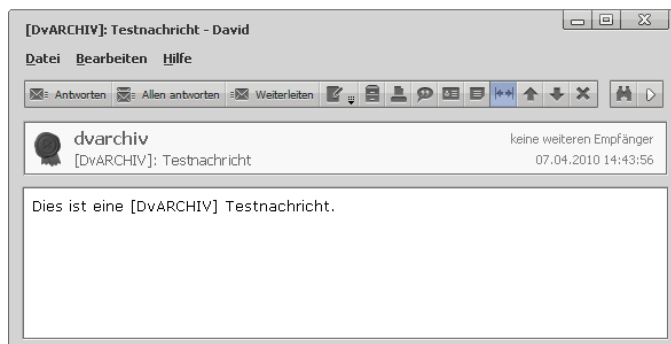 [DvARCHIV]: Testnachricht - David
Datei Bearbeiten Hilfe
Antworten Allen antworten Weiterleiten
dvarchiv keine weiteren Empfänger
[DvARCHIV]: Testnachricht 07.04.2010 14:43:56
Dies ist eine [DvARCHIV] Testnachricht.